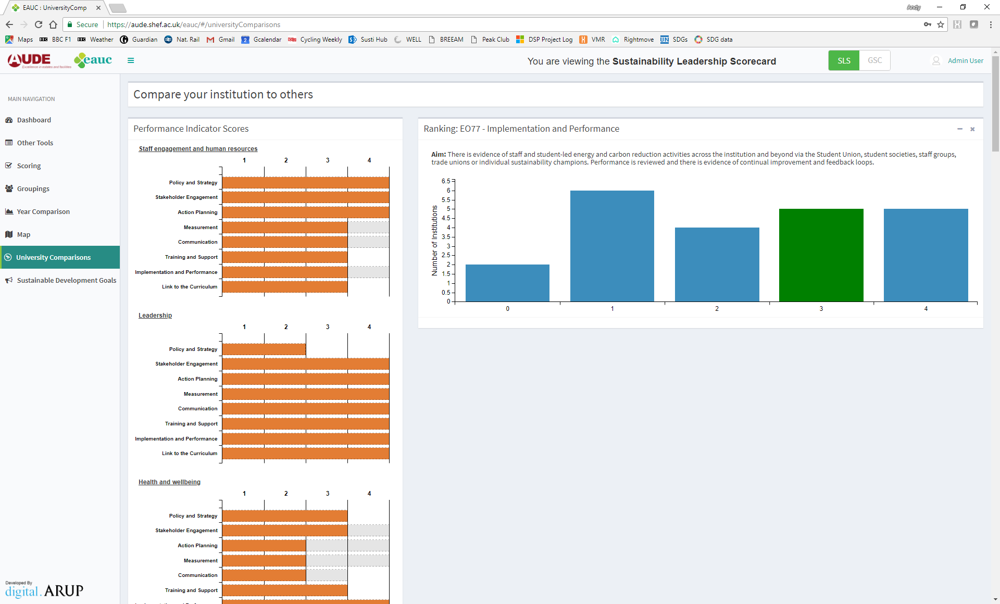 EAUC : UniversityComp
Andy
Secure https://aude.shef.ac.uk/eauc/#/universityComparisons
Maps BBC F1 Weather Guardian Nat. Rail Gmail 2 Gcalendar Cycling Weekly Susti Hub WELL BREEAM Peak Club DSP Project Log VMR Rightmove UN SDGs SDG data
AUDE
Excellence in estates and facilities
eauc
You are viewing the Sustainability Leadership Scorecard
SLS GSC
Admin User
MAIN NAVIGATION
Dashboard
Other Tools
Scoring
Groupings
Year Comparison
Map
University Comparisons
Sustainable Development Goals
Developed By
digital. ARUP
Compare your institution to others
Performance Indicator Scores
Staff engagement and human resources
1 2 3 4
Policy and Strategy
Stakeholder Engagement
Action Planning
Measurement
Communication
Training and Support
Implementation and Performance
Link to the Curriculum
Leadership
1 2 3 4
Policy and Strategy
Stakeholder Engagement
Action Planning
Measurement
Communication
Training and Support
Implementation and Performance
Link to the Curriculum
Health and wellbeing
1 2 3 4
Policy and Strategy
Stakeholder Engagement
Action Planning
Measurement
Communication
Training and Support
Ranking: EO77 - Implementation and Performance
Aim: There is evidence of staff and student-led energy and carbon reduction activities across the institution and beyond via the Student Union, student societies, staff groups,
trade unions or individual sustainability champions. Performance is reviewed and there is evidence of continual improvement and feedback loops.
Number of Institutions
6.5
6
5.5
5
4.5
4
3.5
3
2.5
2
1.5
1
0.5
0
0 1 2 3 4